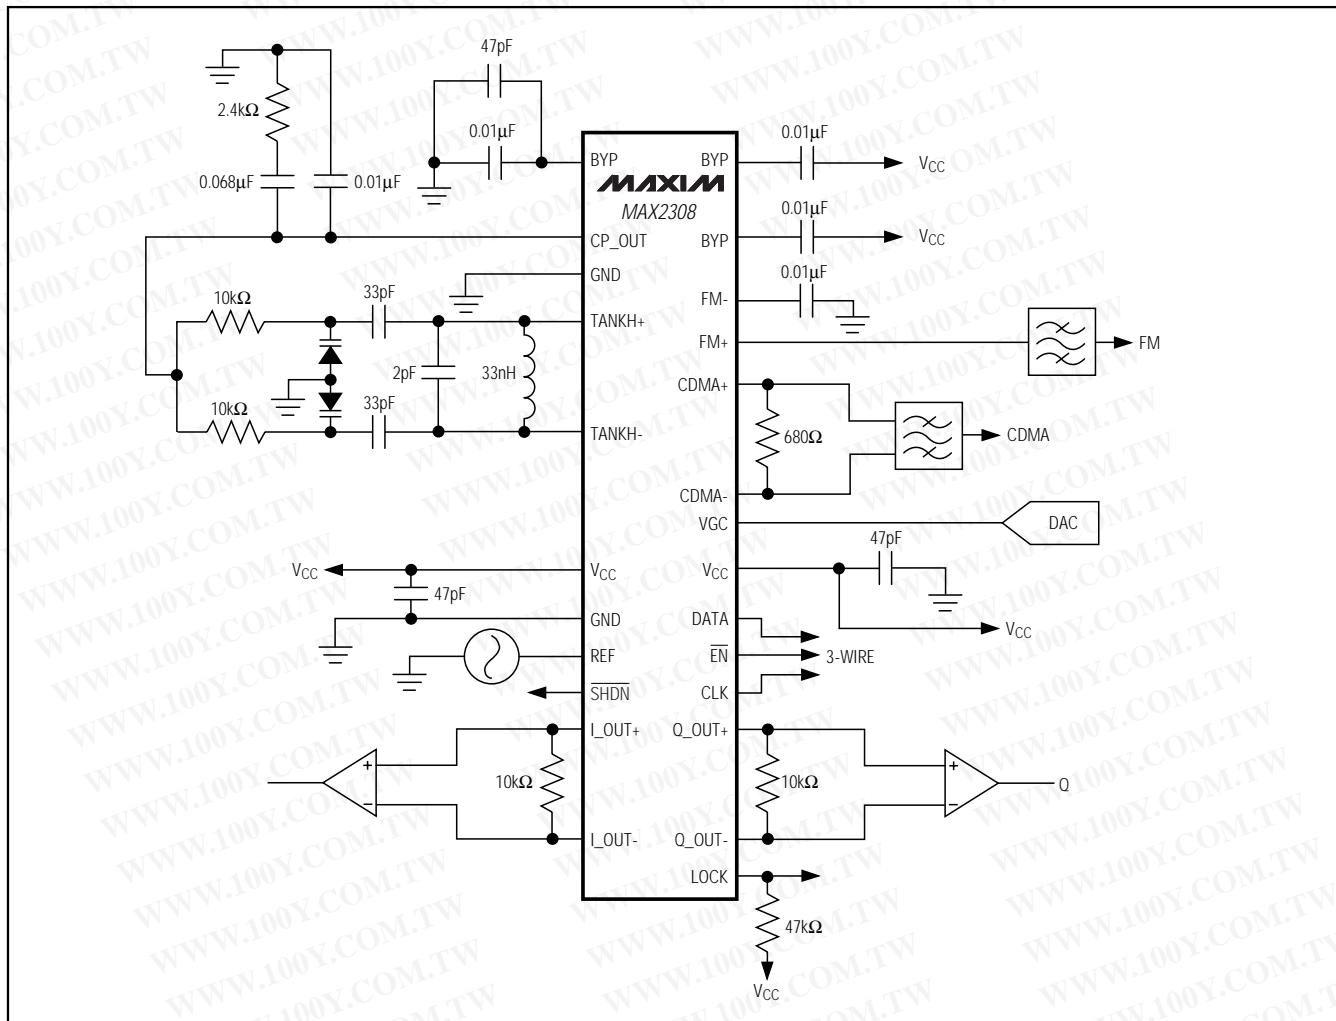 47pF
2.4kΩ
0.01µF
0.068µF
0.01µF
BYP
BYP
0.01µF
VCC
MAXIM
MAX2308
0.01µF
CP_OUT
BYP
VCC
GND
0.01µF
10kΩ
33pF
FM-
TANKH+
FM+
FM
2pF
33nH
CDMA+
10kΩ
33pF
TANKH-
680Ω
CDMA
CDMA-
VGC
DAC
47pF
VCC
VCC
VCC
47pF
GND
DATA
VCC
REF
EN
3-WIRE
SHDN
CLK
I_OUT+
Q_OUT+
+
10kΩ
10kΩ
+
Q
−
−
I_OUT-
Q_OUT-
LOCK
47kΩ
VCC
WWW.100Y.COM.TW